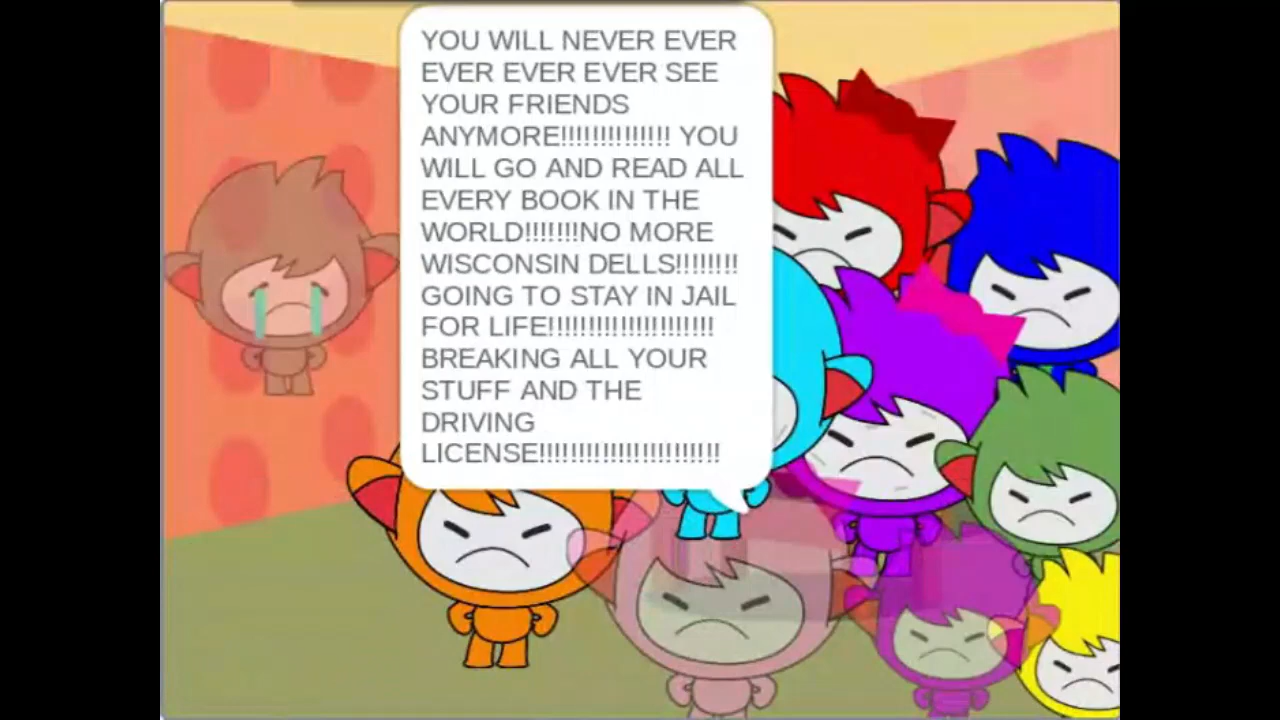 YOU WILL NEVER EVER
EVER EVER EVER SEE
YOUR FRIENDS
ANYMORE!!!!!!!!!!!!!! YOU
WILL GO AND READ ALL
EVERY BOOK IN THE
WORLD!!!!!!!NO MORE
WISCONSIN DELLS!!!!!!!!
GOING TO STAY IN JAIL
FOR LIFE!!!!!!!!!!!!!!!!!!!!!
BREAKING ALL YOUR
STUFF AND THE
DRIVING
LICENSE!!!!!!!!!!!!!!!!!!!!!!!